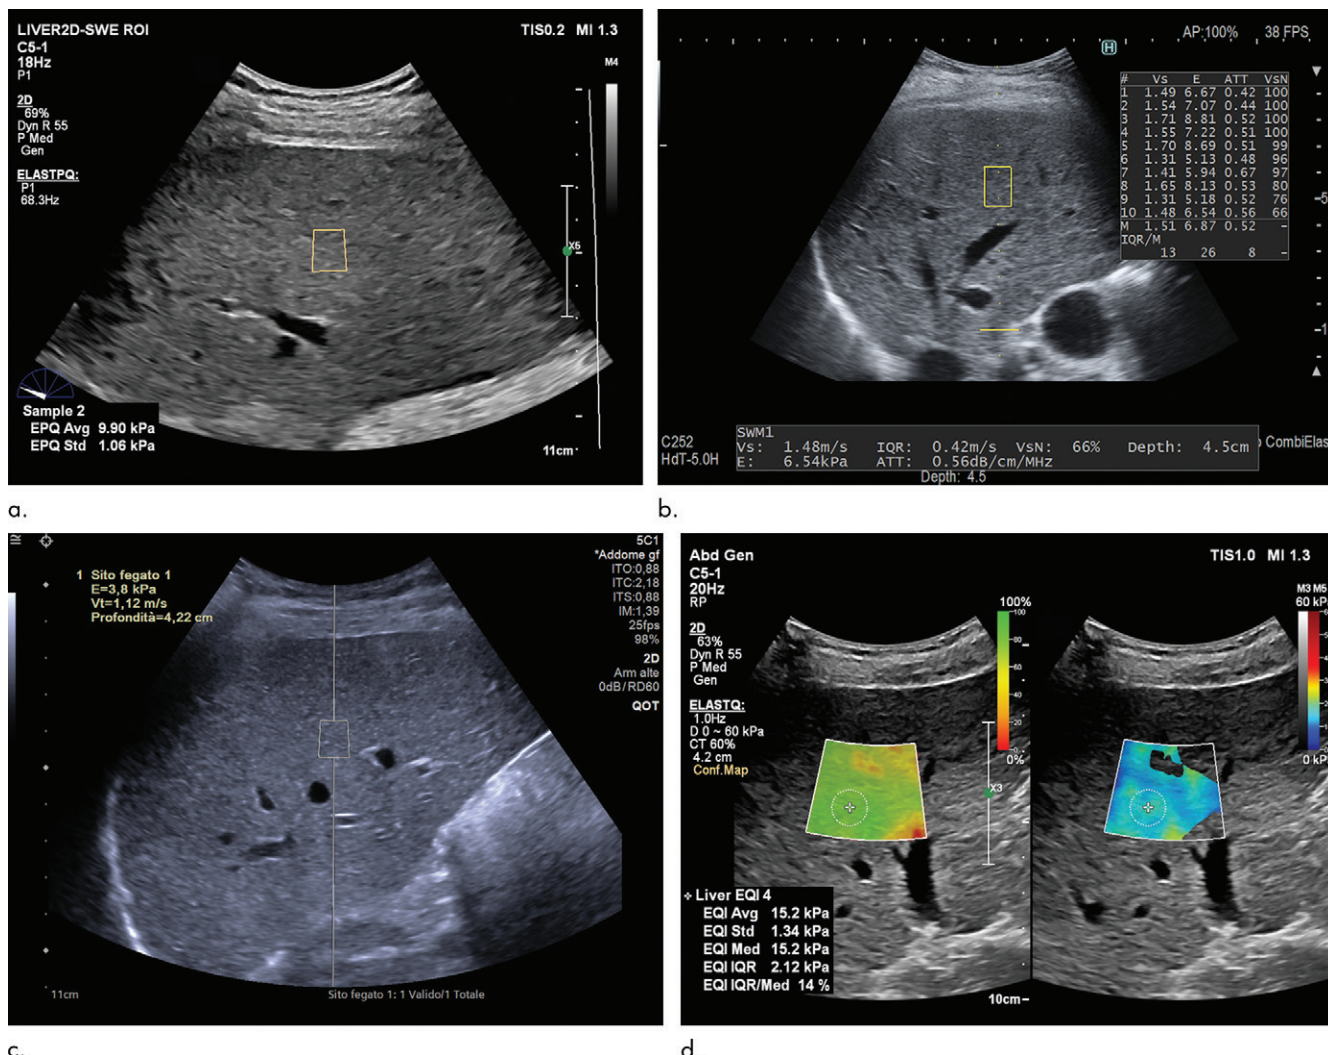 LIVER2D-SWE ROI
TIS0.2 MI 1.3
C5-1
18Hz
P1
M4
2D
69%
Dyn R 55
P Med
Gen
ELASTPQ:
P1
68.3Hz
X6
Sample 2
EPQ Avg 9.90 kPa
EPQ Std 1.06 kPa
11cm
a.
AP:100% 38 FPS
H
# Vs E ATT VsN
1 1.49 6.67 0.42 100
2 1.54 7.07 0.44 100
3 1.71 8.81 0.52 100
4 1.55 7.22 0.51 100
5 1.70 8.69 0.51 99
6 1.31 5.13 0.48 96
7 1.41 5.94 0.67 97
8 1.65 8.13 0.53 80
9 1.31 5.18 0.52 76
10 1.48 6.54 0.56 66
M 1.51 6.87 0.52 -
IQR/M
13 26 8 -
5
1
C252
HdT-5.0H
SWM1
Vs: 1.48m/s IQR: 0.42m/s VsN: 66% Depth: 4.5cm
E: 6.54kPa ATT: 0.56dB/cm/MHz
CombiElas
Depth: 4.5
b.
5C1
*Addome gf
ITO:0,88
ITC:2,18
ITS:0,88
IM:1,39
25fps
98%
2D
Arm alte
0dB/RD60
QOT
1 Sito fegato 1
E=3,8 kPa
Vt=1,12 m/s
Profondità=4,22 cm
11cm
Sito fegato 1: 1 Valido/1 Totale
c.
Abd Gen
TIS1.0 MI 1.3
C5-1
20Hz
RP
2D
63%
Dyn R 55
P Med
Gen
ELASTQ:
1.0Hz
D 0 ~ 60 kPa
CT 60%
4.2 cm
Conf.Map
100%
100
80
60
40
20
0
0%
X3
M3 M5
60 kP
0 kP
Liver EQI 4
EQI Avg 15.2 kPa
EQI Std 1.34 kPa
EQI Med 15.2 kPa
EQI IQR 2.12 kPa
EQI IQR/Med 14 %
10cm
d.